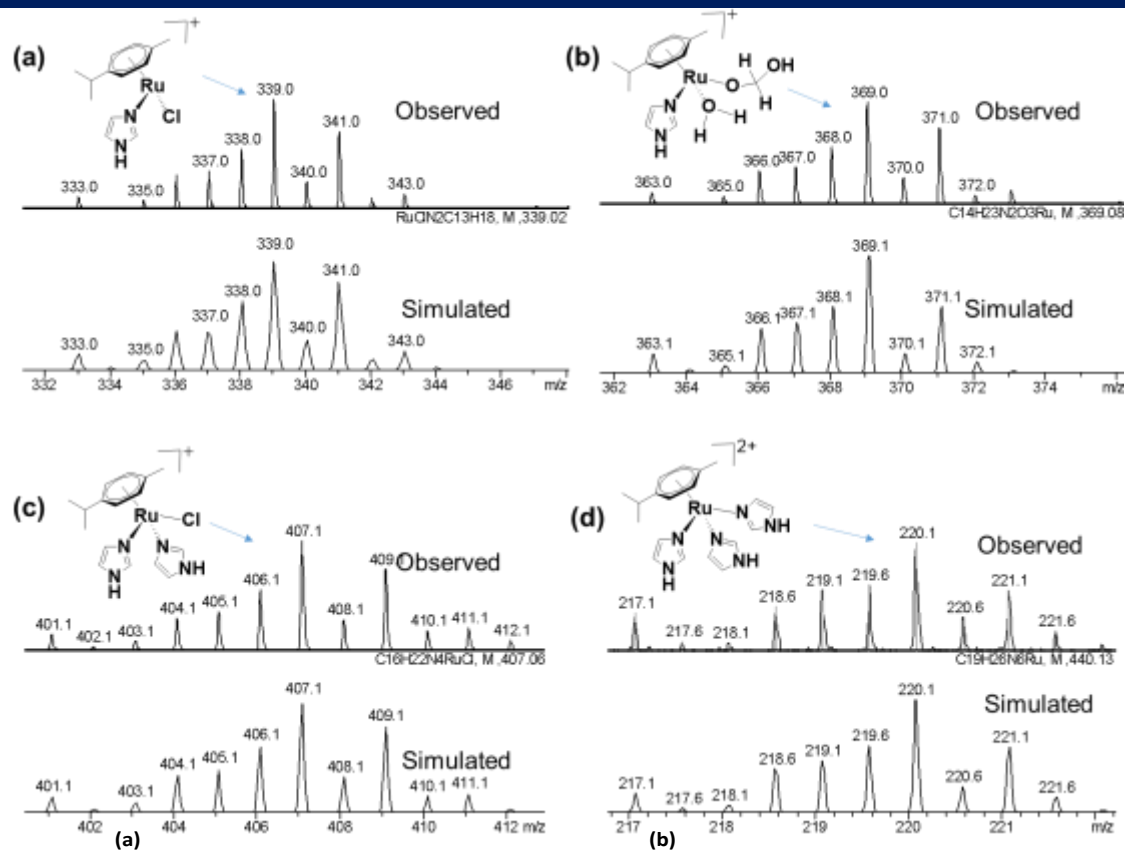 (a)
+
Ru
Cl
N
N
H
Observed
333.0 335.0 337.0 338.0 339.0 340.0 341.0 343.0
RuClN2C13H18, M ,339.02
Simulated
333.0 335.0 337.0 338.0 339.0 340.0 341.0 343.0
332 334 336 338 340 342 344 346 m/z
(b)
+
Ru
O
H
OH
H
N
O
H
H
N
H
Observed
363.0 365.0 366.0 367.0 368.0 369.0 370.0 371.0 372.0
C14H23N2O3Ru, M ,369.08
Simulated
363.1 365.1 366.1 367.1 368.1 369.1 370.1 371.1 372.1
362 364 366 368 370 372 374 m/z
(c)
+
Ru
Cl
N
N
N
H
NH
Observed
401.1 402.1 403.1 404.1 405.1 406.1 407.1 408.1 409.1 410.1 411.1 412.1
C16H22N4RuCl, M ,407.06
Simulated
401.1 403.1 404.1 405.1 406.1 407.1 408.1 409.1 410.1 411.1
402 404 406 408 410 412 m/z
(d)
2+
Ru
N
NH
N
N
NH
N
H
Observed
217.1 217.6 218.1 218.6 219.1 219.6 220.1 220.6 221.1 221.6
C19H26N6Ru, M ,440.13
Simulated
217.1 217.6 218.1 218.6 219.1 219.6 220.1 220.6 221.1 221.6
217 218 219 220 221 m/z
(a)
(b)